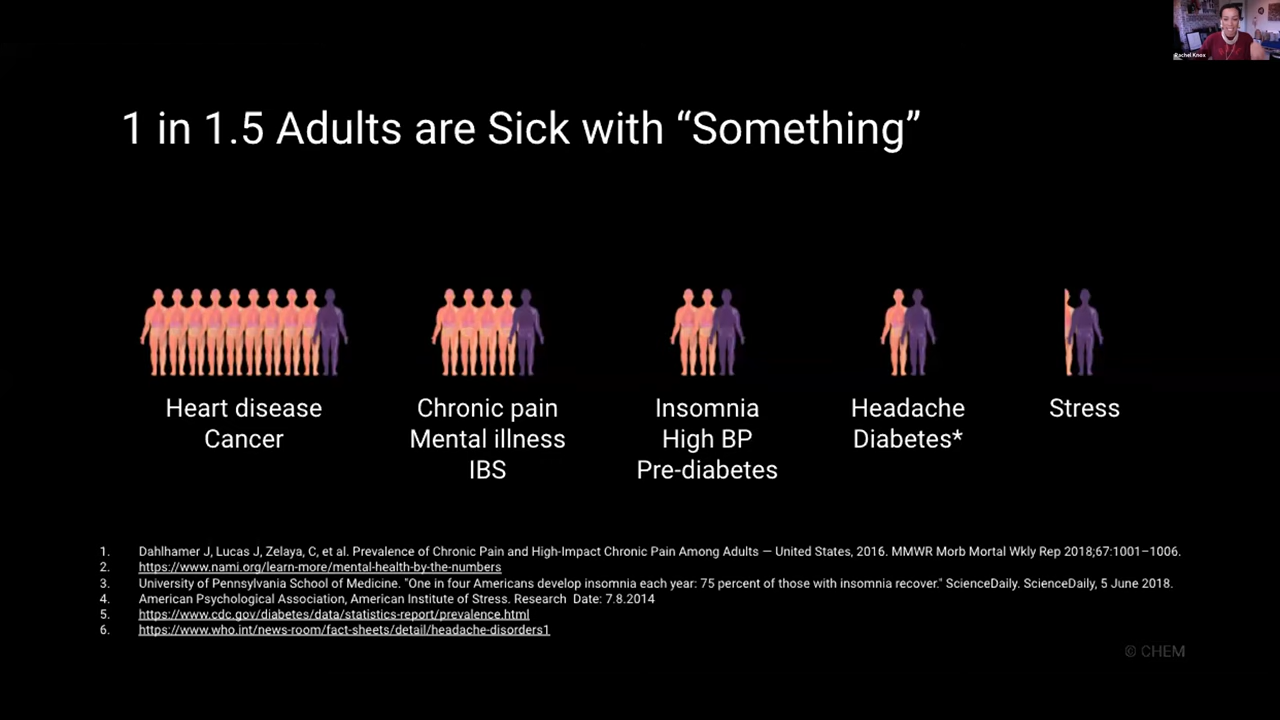 Rachel Knox
1 in 1.5 Adults are Sick with “Something”
Heart disease
Cancer
Chronic pain
Mental illness
IBS
Insomnia
High BP
Pre-diabetes
Headache
Diabetes*
Stress
1. Dahlhamer J, Lucas J, Zelaya, C, et al. Prevalence of Chronic Pain and High-Impact Chronic Pain Among Adults — United States, 2016. MMWR Morb Mortal Wkly Rep 2018;67:1001–1006.
2. https://www.nami.org/learn-more/mental-health-by-the-numbers
3. University of Pennsylvania School of Medicine. "One in four Americans develop insomnia each year: 75 percent of those with insomnia recover." ScienceDaily. ScienceDaily, 5 June 2018.
4. American Psychological Association, American Institute of Stress. Research Date: 7.8.2014
5. https://www.cdc.gov/diabetes/data/statistics-report/prevalence.html
6. https://www.who.int/news-room/fact-sheets/detail/headache-disorders1
© CHEM